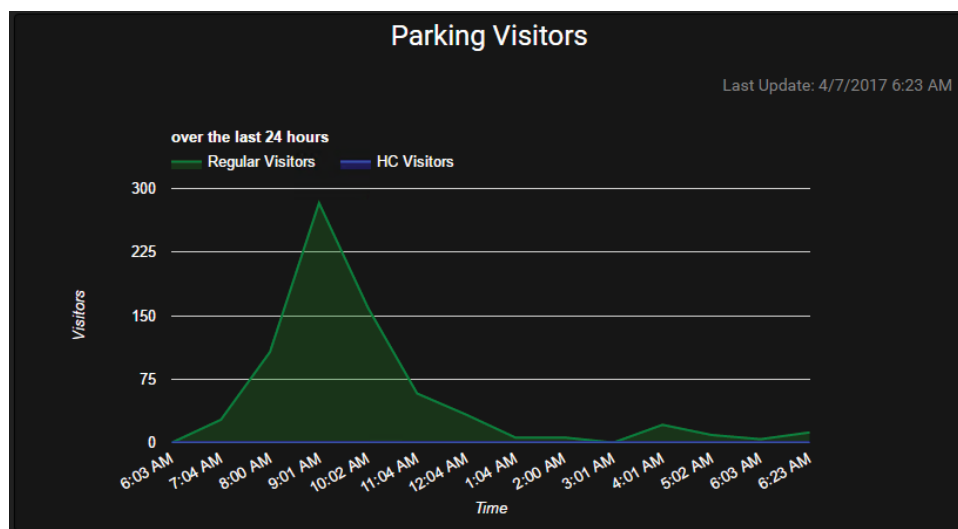 Parking Visitors
Last Update: 4/7/2017 6:23 AM
over the last 24 hours
Regular Visitors HC Visitors
300
225
150
75
0
Visitors
6:03 AM 7:04 AM 8:00 AM 9:01 AM 10:02 AM 11:04 AM 12:04 AM 1:04 AM 2:00 AM 3:01 AM 4:01 AM 5:02 AM 6:03 AM 6:23 AM
Time